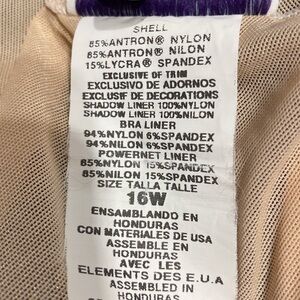 SHELL
85%ANTRON® NYLON
85%ANTRON® NILON
15%LYCRA® SPANDEX
EXCLUSIVE OF TRIM
EXCLUSIVO DE ADORNOS
EXCLUSIF DE DECORATIONS
SHADOW LINER 100%NYLON
SHADOW LINER 100%NILON
BRA LINER
94%NYLON 6%SPANDEX
94%NILON 6%SPANDEX
POWERNET LINER
85%NYLON 15%SPANDEX
85%NILON 15%SPANDEX
SIZE TALLA TALLE
16W
ENSAMBLANDO EN
HONDURAS
CON MATERIALES DE USA
ASSEMBLE EN
HONDURAS
AVEC LES
ELEMENTS DES E.U.A
ASSEMBLED IN
HONDURAS